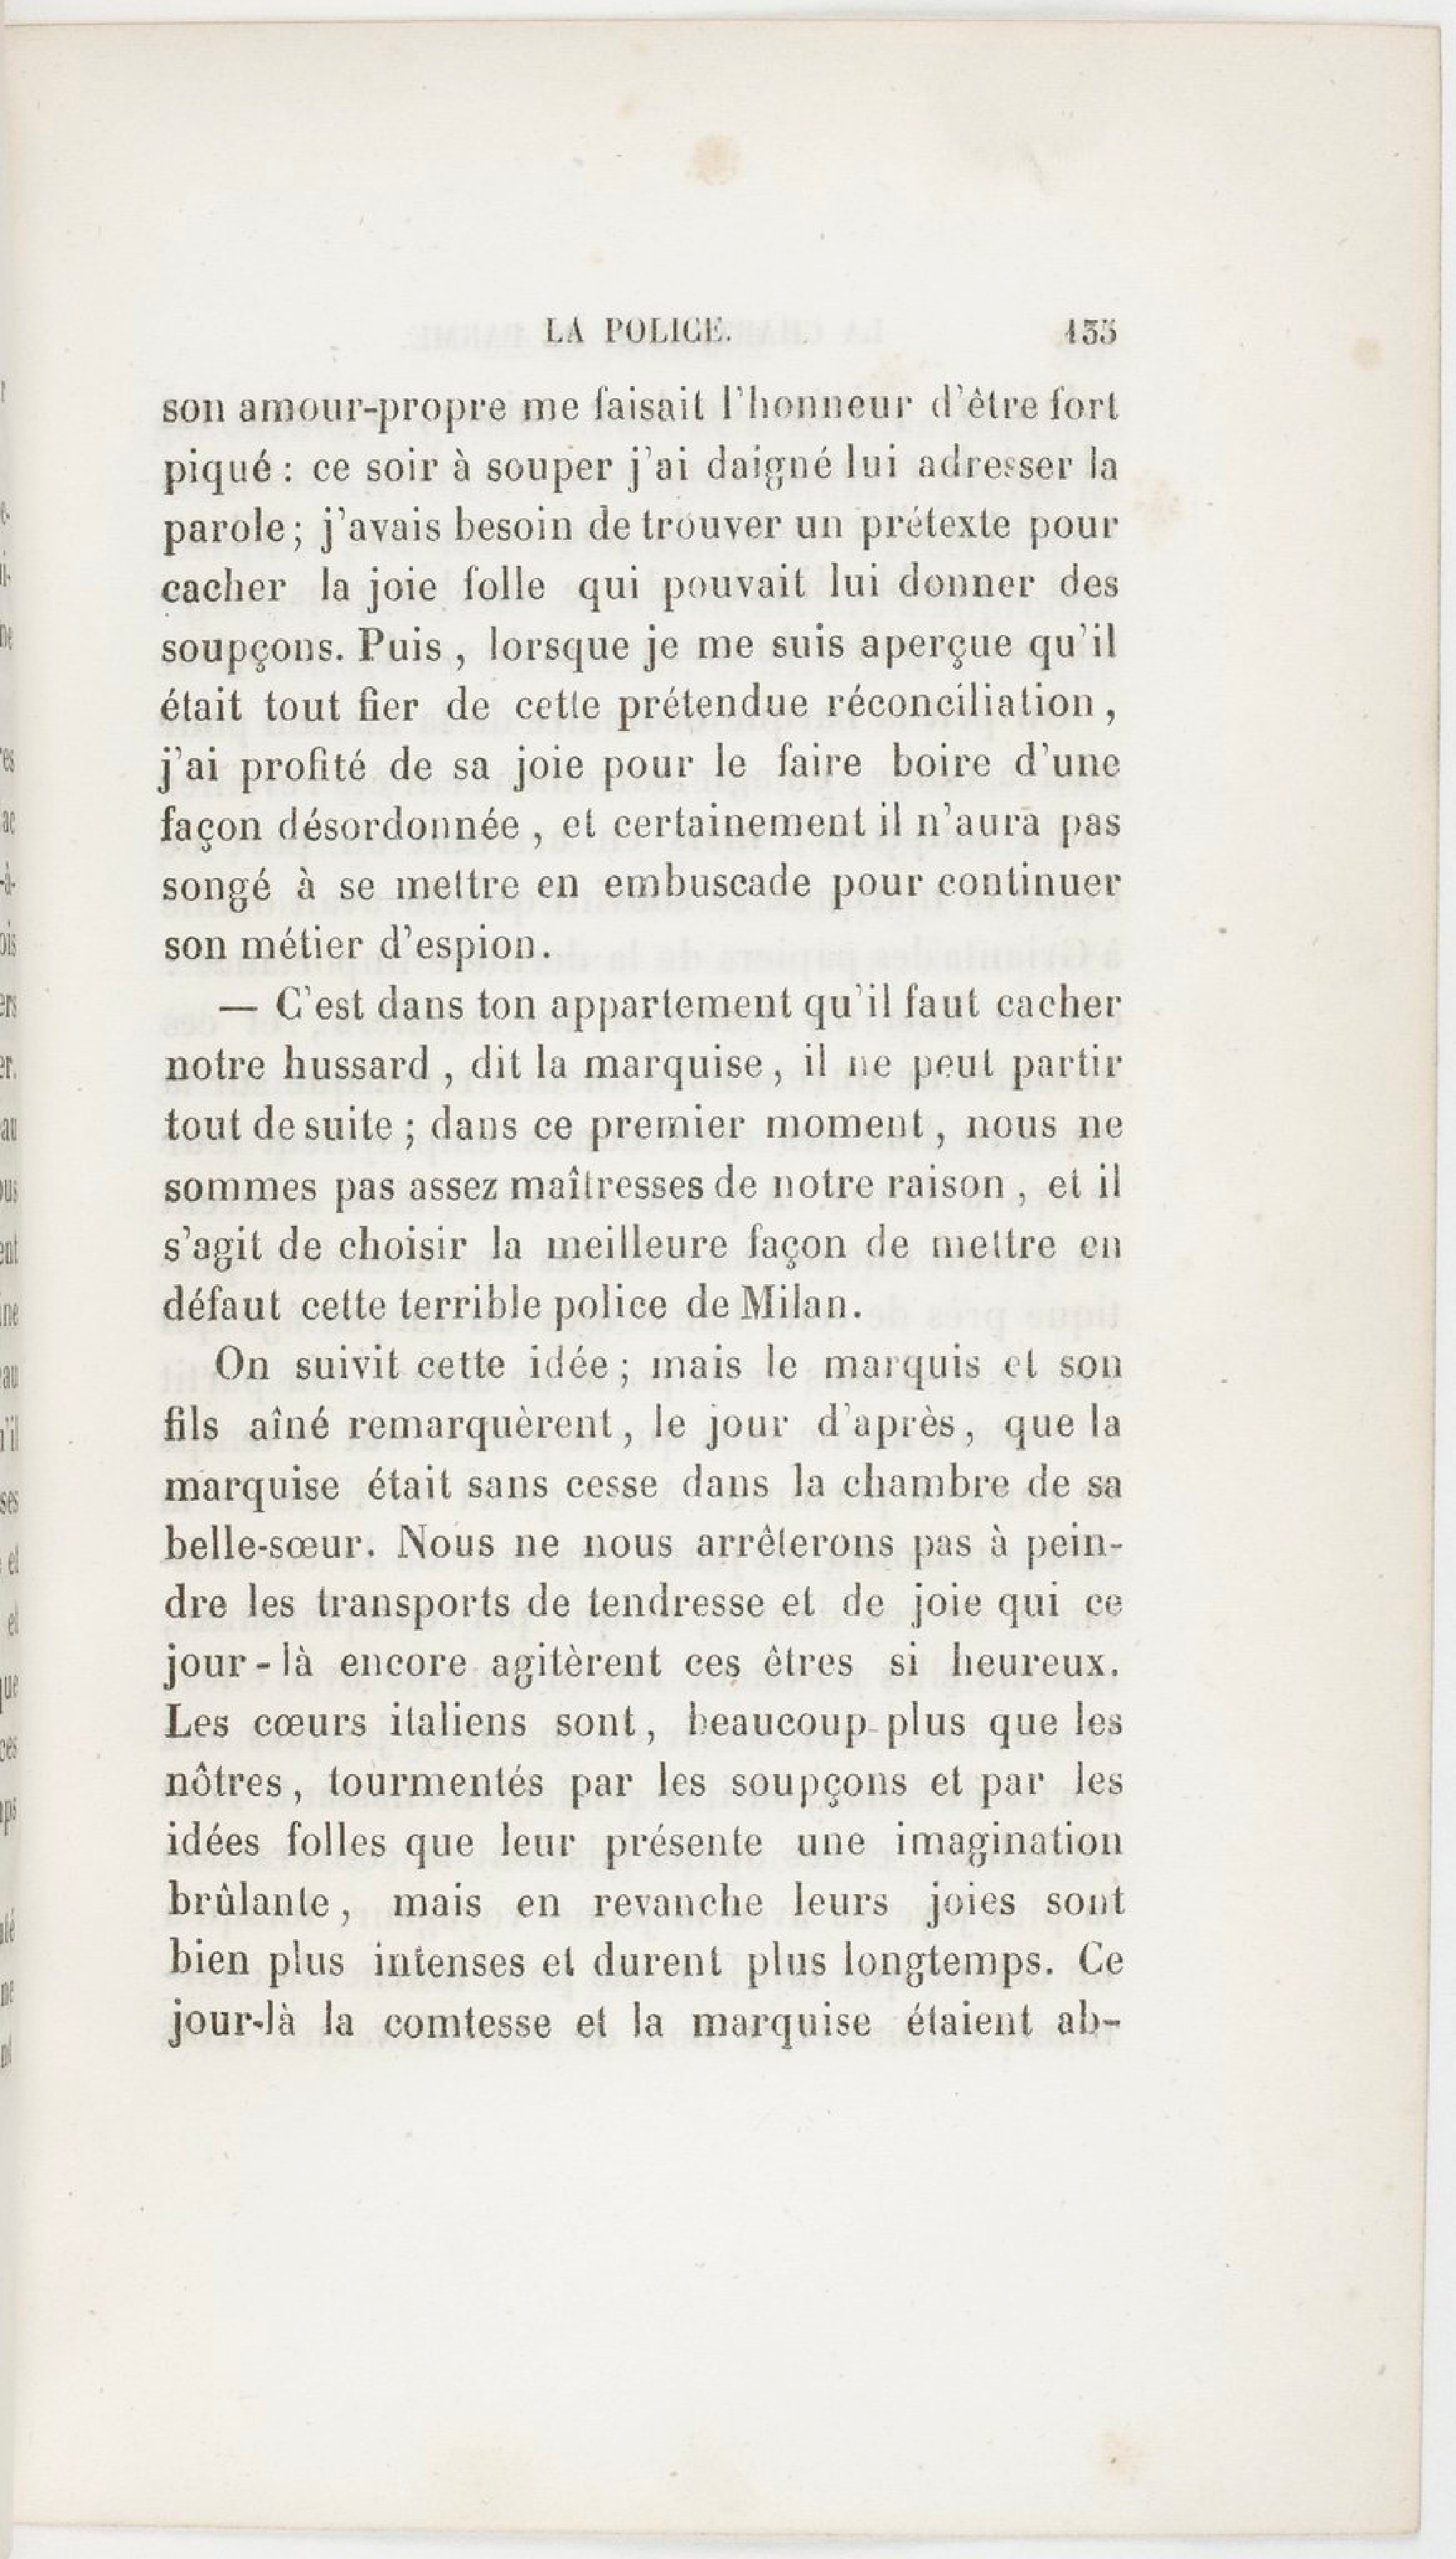 LA POLICE. 135
son amour-propre me faisait l'honneur d'être fort
piqué : ce soir à souper j'ai daigné lui adresser la
parole ; j'avais besoin de trouver un prétexte pour
cacher la joie folle qui pouvait lui donner des
soupçons. Puis , lorsque je me suis aperçue qu'il
était tout fier de cette prétendue réconciliation ,
j'ai profité de sa joie pour le faire boire d'une
façon désordonnée , et certainement il n'aura pas
songé à se mettre en embuscade pour continuer
son métier d'espion.
— C'est dans ton appartement qu'il faut cacher
notre hussard , dit la marquise , il ne peut partir
tout de suite ; dans ce premier moment , nous ne
sommes pas assez maîtresses de notre raison , et il
s'agit de choisir la meilleure façon de mettre en
défaut cette terrible police de Milan.
On suivit cette idée ; mais le marquis et son
fils aîné remarquèrent , le jour d'après, que la
marquise était sans cesse dans la chambre de sa
belle-sœur. Nous ne nous arrêterons pas à pein-
dre les transports de tendresse et de joie qui ce
jour-là encore agitèrent ces êtres si heureux.
Les cœurs italiens sont , beaucoup plus que les
nôtres , tourmentés par les soupçons et par les
idées folles que leur présente une imagination
brûlante , mais en revanche leurs joies sont
bien plus intenses et durent plus longtemps. Ce
jour-là la comtesse et la marquise étaient ab-